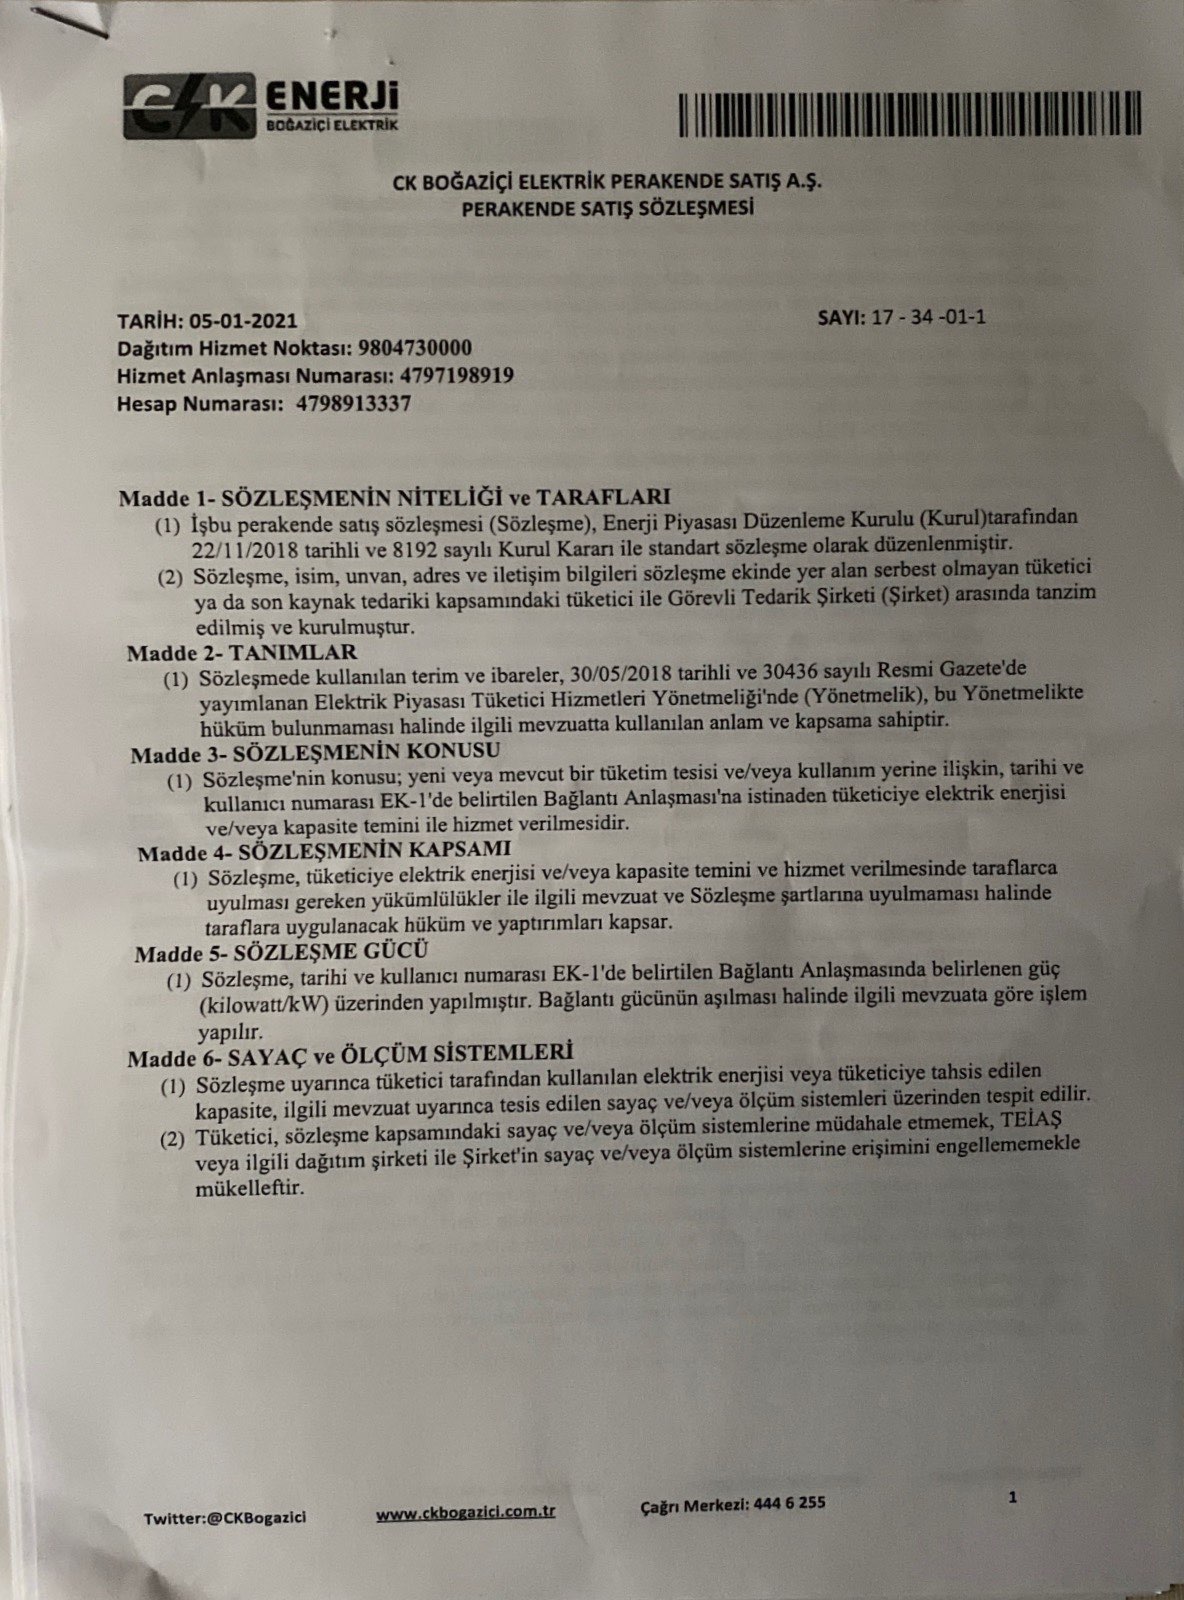 CK ENERJİ
BOĞAZİÇİ ELEKTRİK
CK BOĞAZİÇİ ELEKTRİK PERAKENDE SATIŞ A.Ş.
PERAKENDE SATIŞ SÖZLEŞMESİ
TARİH: 05-01-2021
SAYI: 17 - 34 -01-1
Dağıtım Hizmet Noktası: 9804730000
Hizmet Anlaşması Numarası: 4797198919
Hesap Numarası: 4798913337
Madde 1- SÖZLEŞMENİN NİTELİĞİ ve TARAFLARI
(1) İşbu perakende satış sözleşmesi (Sözleşme), Enerji Piyasası Düzenleme Kurulu (Kurul)tarafından
22/11/2018 tarihli ve 8192 sayılı Kurul Kararı ile standart sözleşme olarak düzenlenmiştir.
(2) Sözleşme, isim, unvan, adres ve iletişim bilgileri sözleşme ekinde yer alan serbest olmayan tüketici
ya da son kaynak tedariki kapsamındaki tüketici ile Görevli Tedarik Şirketi (Şirket) arasında tanzim
edilmiş ve kurulmuştur.
Madde 2- TANIMLAR
(1) Sözleşmede kullanılan terim ve ibareler, 30/05/2018 tarihli ve 30436 sayılı Resmi Gazete'de
yayımlanan Elektrik Piyasası Tüketici Hizmetleri Yönetmeliği'nde (Yönetmelik), bu Yönetmelikte
hüküm bulunmaması halinde ilgili mevzuatta kullanılan anlam ve kapsama sahiptir.
Madde 3- SÖZLEŞMENİN KONUSU
(1) Sözleşme'nin konusu; yeni veya mevcut bir tüketim tesisi ve/veya kullanım yerine ilişkin, tarihi ve
kullanıcı numarası EK-1'de belirtilen Bağlantı Anlaşması'na istinaden tüketiciye elektrik enerjisi
ve/veya kapasite temini ile hizmet verilmesidir.
Madde 4- SÖZLEŞMENİN KAPSAMI
(1) Sözleşme, tüketiciye elektrik enerjisi ve/veya kapasite temini ve hizmet verilmesinde taraflarca
uyulması gereken yükümlülükler ile ilgili mevzuat ve Sözleşme şartlarına uyulmaması halinde
taraflara uygulanacak hüküm ve yaptırımları kapsar.
Madde 5- SÖZLEŞME GÜCÜ
(1) Sözleşme, tarihi ve kullanıcı numarası EK-1'de belirtilen Bağlantı Anlaşmasında belirlenen güç
(kilowatt/kW) üzerinden yapılmıştır. Bağlantı gücünün aşılması halinde ilgili mevzuata göre işlem
yapılır.
Madde 6- SAYAÇ ve ÖLÇÜM SİSTEMLERİ
(1) Sözleşme uyarınca tüketici tarafından kullanılan elektrik enerjisi veya tüketiciye tahsis edilen
kapasite, ilgili mevzuat uyarınca tesis edilen sayaç ve/veya ölçüm sistemleri üzerinden tespit edilir.
(2) Tüketici, sözleşme kapsamındaki sayaç ve/veya ölçüm sistemlerine müdahale etmemek, TEİAŞ
veya ilgili dağıtım şirketi ile Şirket'in sayaç ve/veya ölçüm sistemlerine erişimini engellememekle
mükelleftir.
Twitter:@CKBogazici
www.ckbogazici.com.tr
Çağrı Merkezi: 444 6 255
1